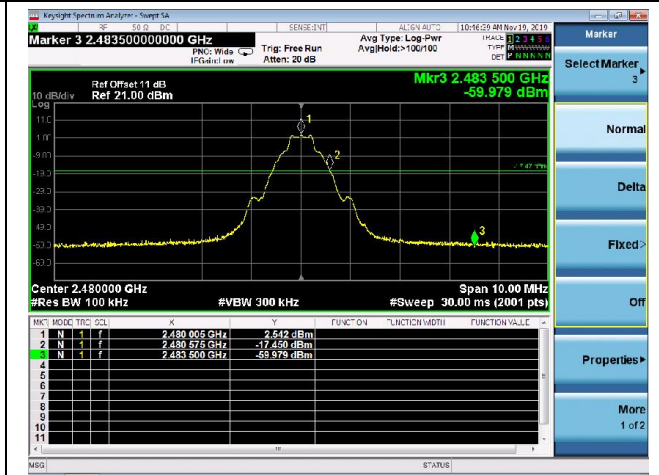 Keysight Spectrum Analyzer - Swept SA
RF 50 Ω DC SENSE:INT ALIGN AUTO 10:46:29 AM Nov 19, 2019
Marker 3 2.483500000000 GHz
PNO: Wide Trig: Free Run Avg Type: Log-Pwr TRACE 1 2 3 4 5 6
IFGain:Low Atten: 20 dB Avg|Hold:>100/100 TYPE M
DET P N N N N N
Ref Offset 11 dB
10 dB/div Ref 21.00 dBm
Log
Mkr3 2.483 500 GHz
-59.979 dBm
11.0
1.00
-9.00
-19.0
-29.0
-39.0
-49.0
-59.0
-69.0
1
2
3
Center 2.480000 GHz Span 10.00 MHz
#Res BW 100 kHz #VBW 300 kHz #Sweep 30.00 ms (2001 pts)
MKR MODE TRC SCL X Y FUNCTION FUNCTION WIDTH FUNCTION VALUE
1 N 1 f 2.480 005 GHz 2.542 dBm
2 N 1 f 2.480 575 GHz -17.450 dBm
3 N 1 f 2.483 500 GHz -59.979 dBm
4
5
6
7
8
9
10
11
MSG STATUS
Marker
Select Marker
3
Normal
Delta
Fixed>
Off
Properties
More
1 of 2